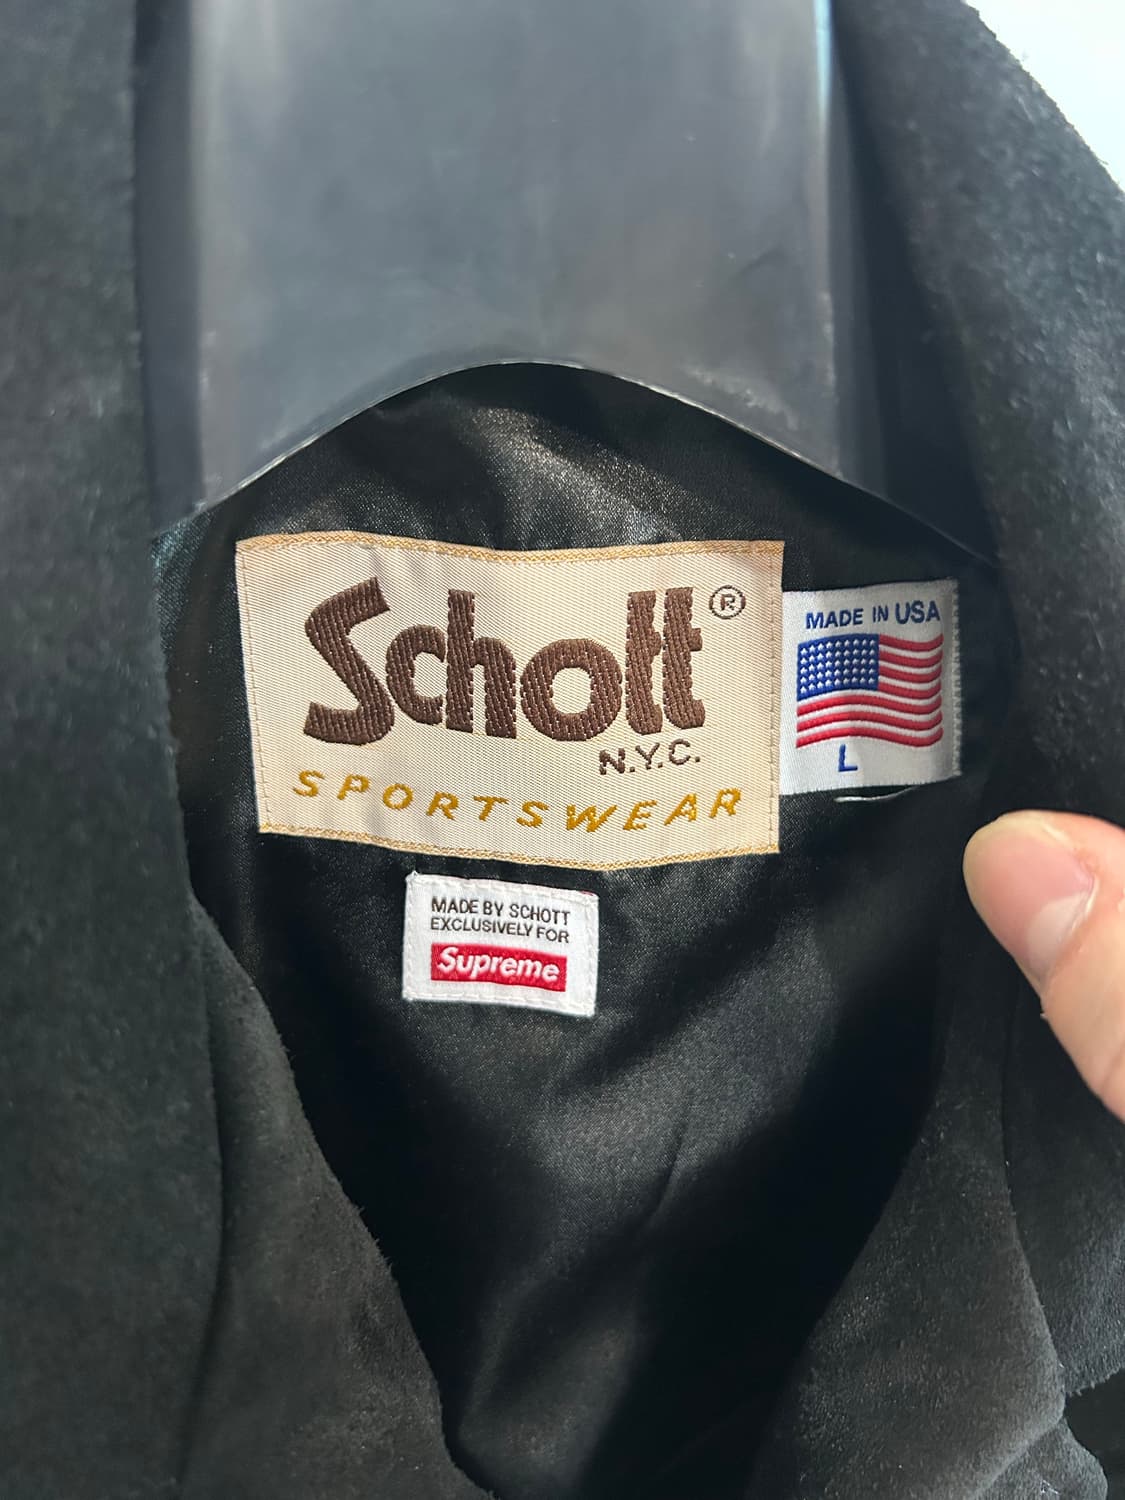 Schott®
N.Y.C.
SPORTSWEAR
MADE IN USA
L
MADE BY SCHOTT
EXCLUSIVELY FOR
Supreme